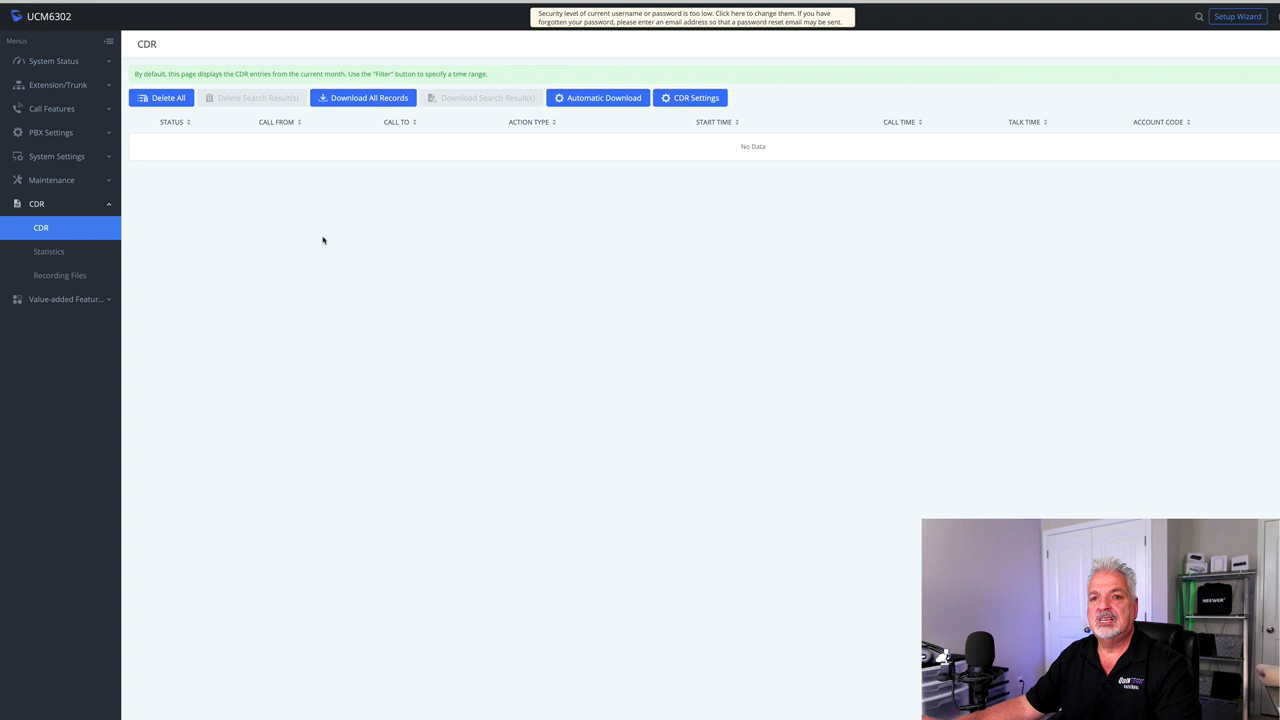 UCM6302
Security level of current username or password is too low. Click here to change them. If you have
forgotten your password, please enter an email address so that a password reset email may be sent.
Setup Wizard
Menus
System Status
Extension/Trunk
Call Features
PBX Settings
System Settings
Maintenance
CDR
CDR
Statistics
Recording Files
Value-added Featur...
CDR
By default, this page displays the CDR entries from the current month. Use the "Filter" button to specify a time range.
Delete All
Delete Search Result(s)
Download All Records
Download Search Result(s)
Automatic Download
CDR Settings
STATUS CALL FROM CALL TO ACTION TYPE START TIME CALL TIME TALK TIME ACCOUNT CODE
No Data
NEEWER